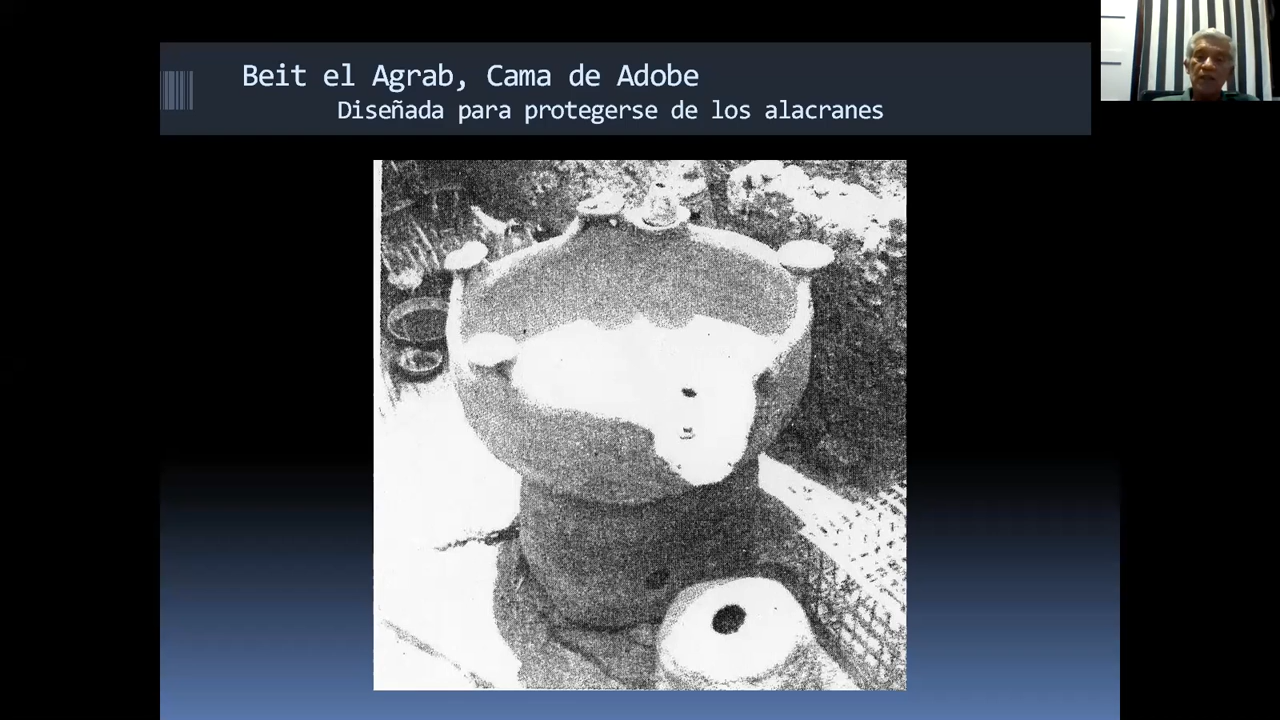 Beit el Agrab, Cama de Adobe
Diseñada para protegerse de los alacranes